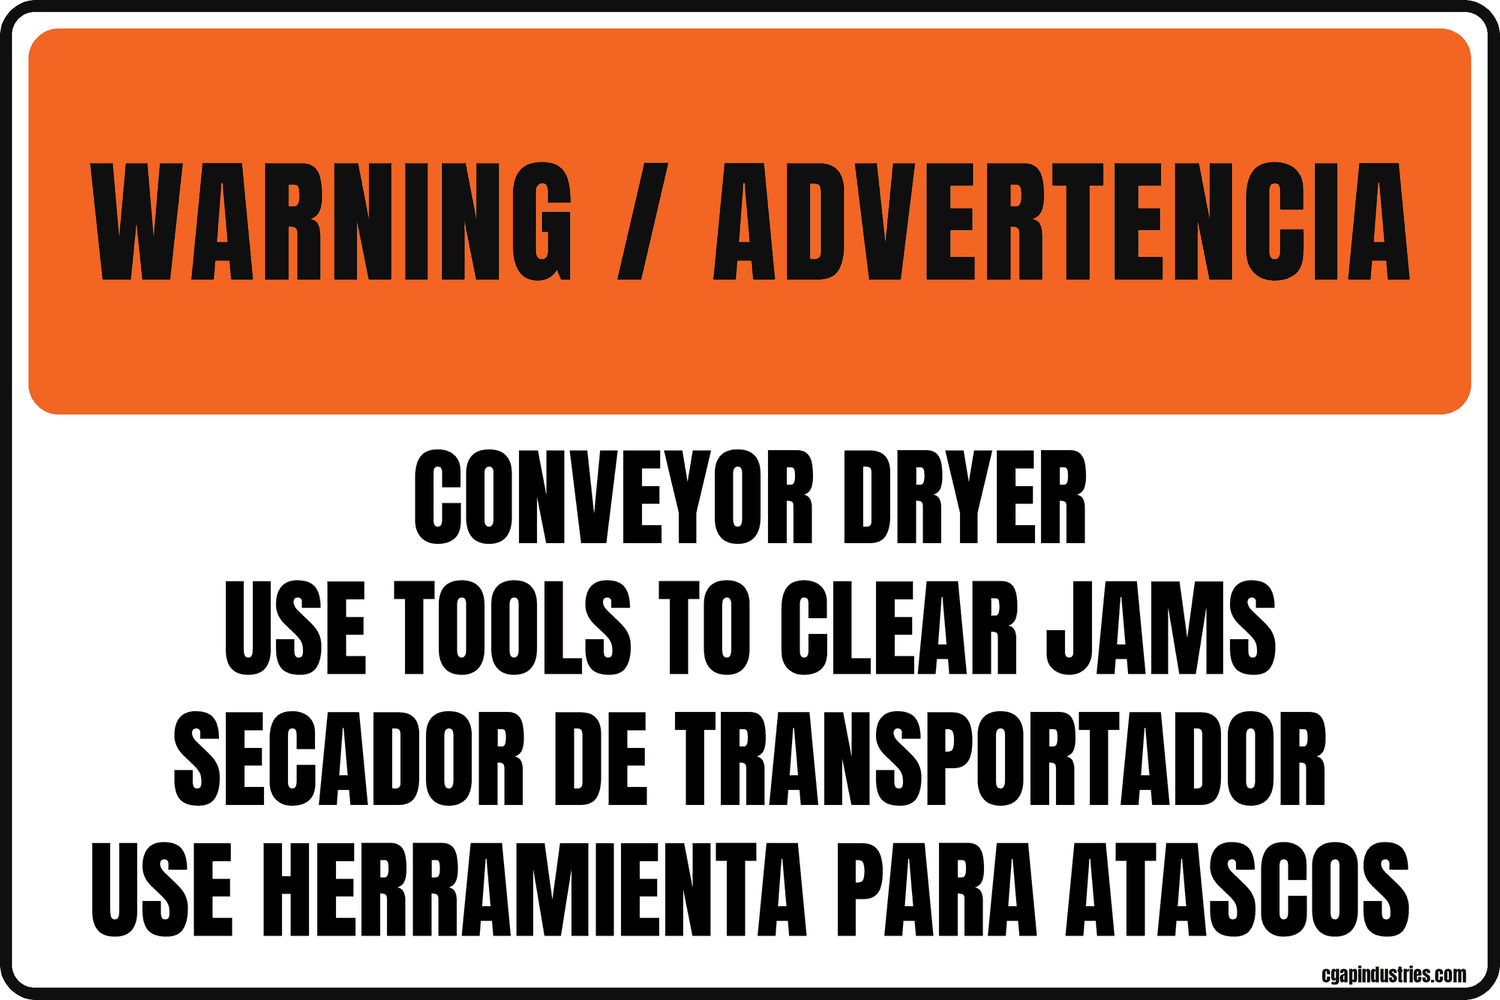 WARNING / ADVERTENCIA
CONVEYOR DRYER
USE TOOLS TO CLEAR JAMS
SECADOR DE TRANSPORTADOR
USE HERRAMIENTA PARA ATASCOS
cgapindustries.com